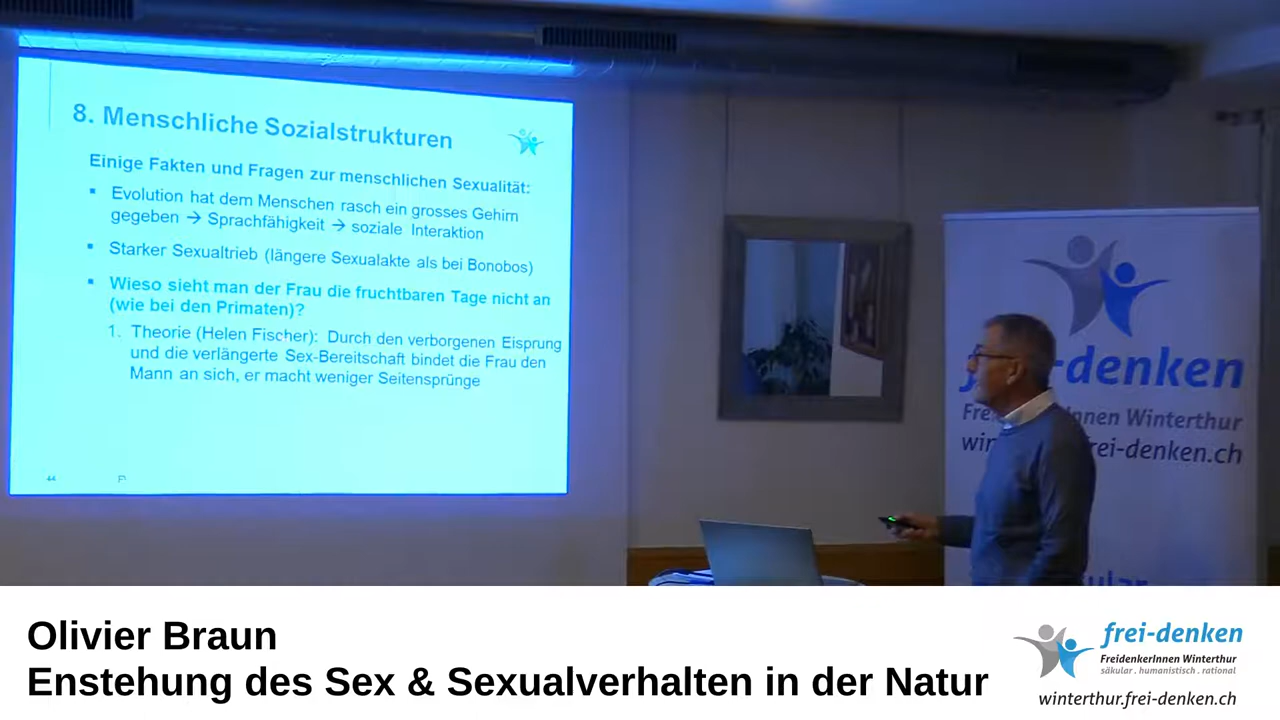 8. Menschliche Sozialstrukturen
Einige Fakten und Fragen zur menschlichen Sexualität:
▪ Evolution hat dem Menschen rasch ein grosses Gehirn
gegeben → Sprachfähigkeit → soziale Interaktion
▪ Starker Sexualtrieb (längere Sexualakte als bei Bonobos)
▪ Wieso sieht man der Frau die fruchtbaren Tage nicht an
(wie bei den Primaten)?
1. Theorie (Helen Fischer): Durch den verborgenen Eisprung
und die verlängerte Sex-Bereitschaft bindet die Frau den
Mann an sich, er macht weniger Seitensprünge
44
-denken
Fre nnen Winterthur
win rei-denken.ch
Olivier Braun
Enstehung des Sex & Sexualverhalten in der Natur
frei-denken
FreidenkerInnen Winterthur
säkular . humanistisch . rational
winterthur.frei-denken.ch